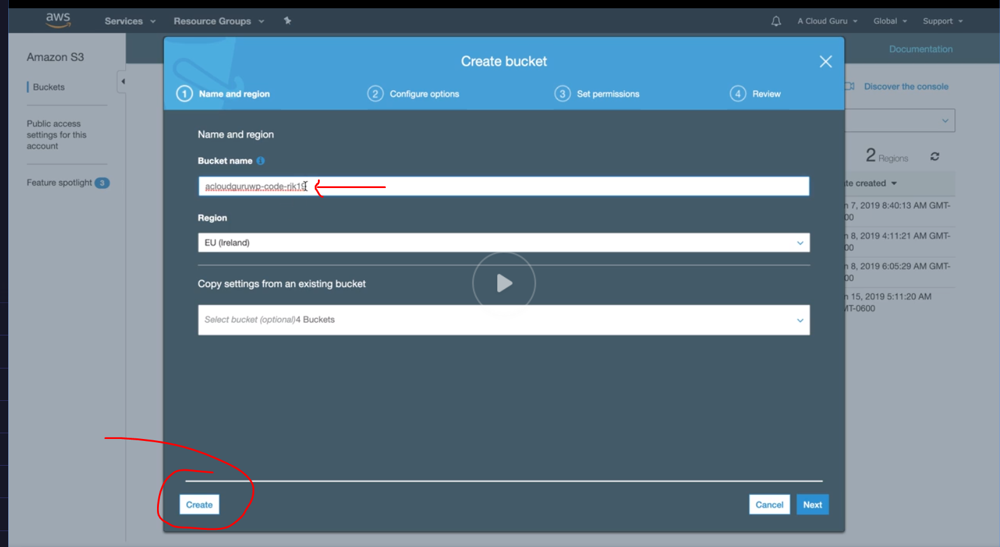 aws Services Resource Groups A Cloud Guru Global Support
Amazon S3
Documentation
Create bucket
Buckets
Discover the console
1 Name and region 2 Configure options 3 Set permissions 4 Review
Public access
settings for this
account
Name and region
2 Regions
Bucket name
Feature spotlight 3
te created
acloudguruwp-code-rjk19
n 7, 2019 8:40:13 AM GMT-
00
Region
n 8, 2019 4:11:21 AM GMT-
00
EU (Ireland)
n 8, 2019 6:05:29 AM GMT-
00
Copy settings from an existing bucket
n 15, 2019 5:11:20 AM
MT-0600
Select bucket (optional)4 Buckets
Create Cancel Next